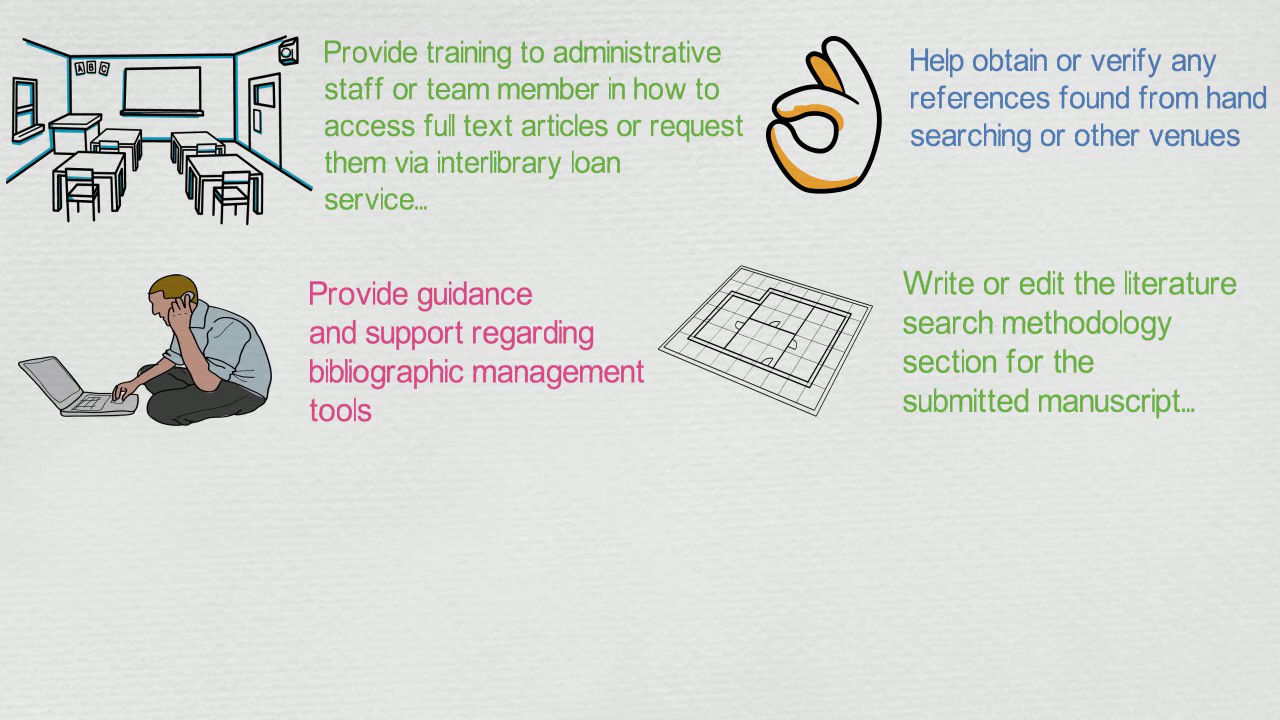 A B C
Provide training to administrative
staff or team member in how to
access full text articles or request
them via interlibrary loan
service...
Help obtain or verify any
references found from hand
searching or other venues
Provide guidance
and support regarding
bibliographic management
tools
Write or edit the literature
search methodology
section for the
submitted manuscript...